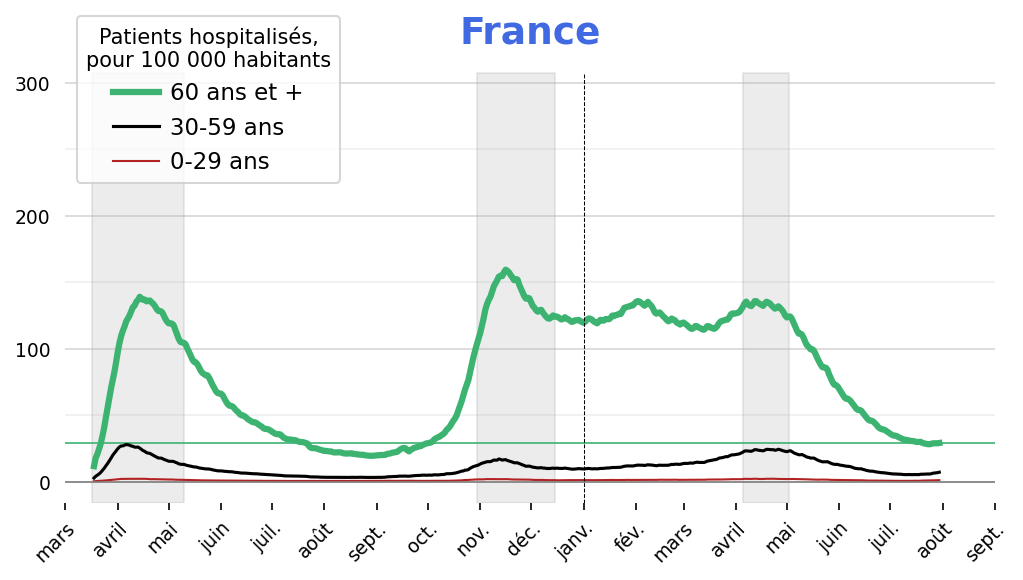 France
Patients hospitalisés,
pour 100 000 habitants
60 ans et +
30-59 ans
0-29 ans
300
200
100
0
mars avril mai juin juil. août sept. oct. nov. déc. janv. fév. mars avril mai juin juil. août sept.